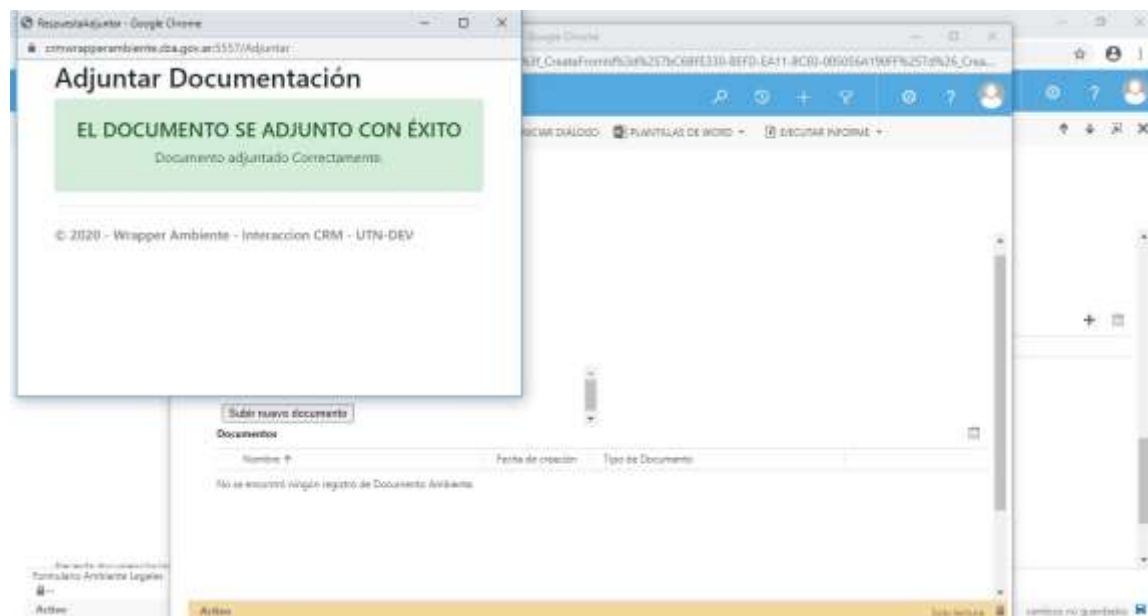 RespuestaAdjuntar - Google Chrome
crmwrapperambiente.dba.gov.ar:5557/Adjuntar
Adjuntar Documentación
EL DOCUMENTO SE ADJUNTO CON ÉXITO
Documento adjuntado Correctamente.
© 2020 - Wrapper Ambiente - Interaccion CRM - UTN-DEV
Google Chrome
INICIAR DIÁLOGO
PLANTILLAS DE WORD
EJECUTAR INFORME
Subir nuevo documento
Documentos
Nombre ↑
Fecha de creación
Tipo de Documento
No se encontró ningún registro de Documento Ambiente.
Formulario Ambiente Legales
Activo
Activo
Solo lectura
cambios no guardados